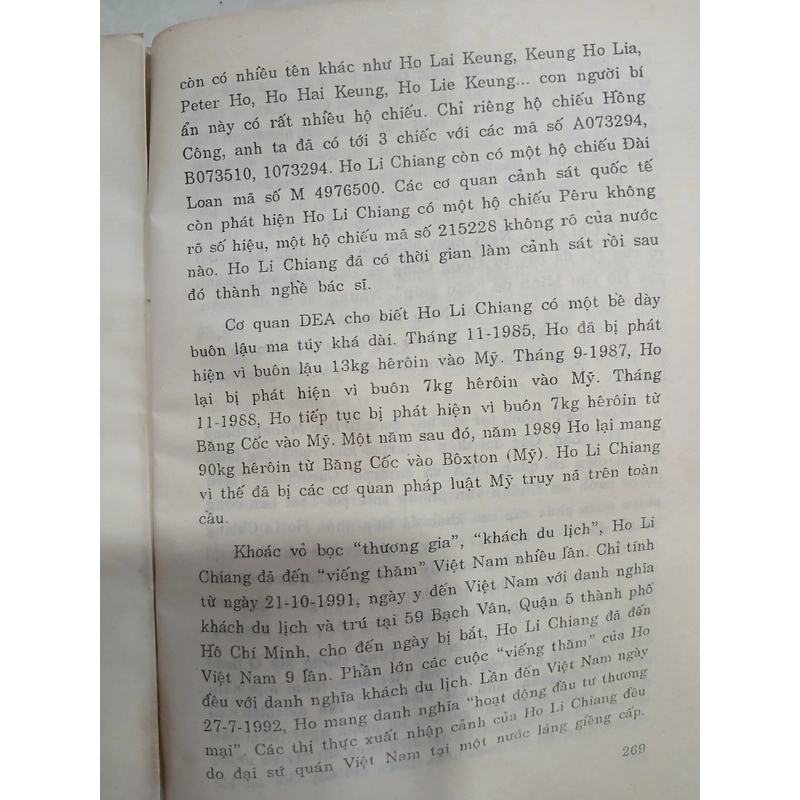 còn có nhiều tên khác như Ho Lai Keung, Keung Ho Lia,
Peter Ho, Ho Hai Keung, Ho Lie Keung... con người bí
ẩn này có rất nhiều hộ chiếu. Chỉ riêng hộ chiếu Hồng
Công, anh ta đã có tới 3 chiếc với các mã số A073294,
B073510, 1073294. Ho Li Chiang còn có một hộ chiếu Đài
Loan mã số M 4976500. Các cơ quan cảnh sát quốc tế
còn phát hiện Ho Li Chiang có một hộ chiếu Pêru không
rõ số hiệu, một hộ chiếu mã số 215228 không rõ của nước
nào. Ho Li Chiang đã có thời gian làm cảnh sát rồi sau
đó thành nghề bác sĩ.
Cơ quan DEA cho biết Ho Li Chiang có một bề dày
buôn lậu ma túy khá dài. Tháng 11-1985, Ho đã bị phát
hiện vì buôn lậu 13kg hêrôin vào Mỹ. Tháng 9-1987, Ho
lại bị phát hiện vì buôn 7kg hêrôin vào Mỹ. Tháng
11-1988, Ho tiếp tục bị phát hiện vì buôn 7kg hêrôin từ
Băng Cốc vào Mỹ. Một năm sau đó, năm 1989 Ho lại mang
90kg hêrôin từ Băng Cốc vào Bôxton (Mỹ). Ho Li Chiang
vì thế đã bị các cơ quan pháp luật Mỹ truy nã trên toàn
cầu.
Khoác vỏ bọc “thương gia”, “khách du lịch”, Ho Li
Chiang đã đến “viếng thăm” Việt Nam nhiều lần. Chỉ tính
từ ngày 21-10-1991, ngày y đến Việt Nam với danh nghĩa
khách du lịch và trú tại 59 Bạch Vân, Quận 5 thành phố
Hồ Chí Minh, cho đến ngày bị bắt, Ho Li Chiang đã đến
Việt Nam 9 lần. Phần lớn các cuộc “viếng thăm” của Ho
đều với danh nghĩa khách du lịch. Lần đến Việt Nam ngày
27-7-1992, Ho mang danh nghĩa “hoạt động đầu tư thương
mại”. Các thị thực xuất nhập cảnh của Ho Li Chiang đều
do đại sứ quán Việt Nam tại một nước láng giềng cấp.
269